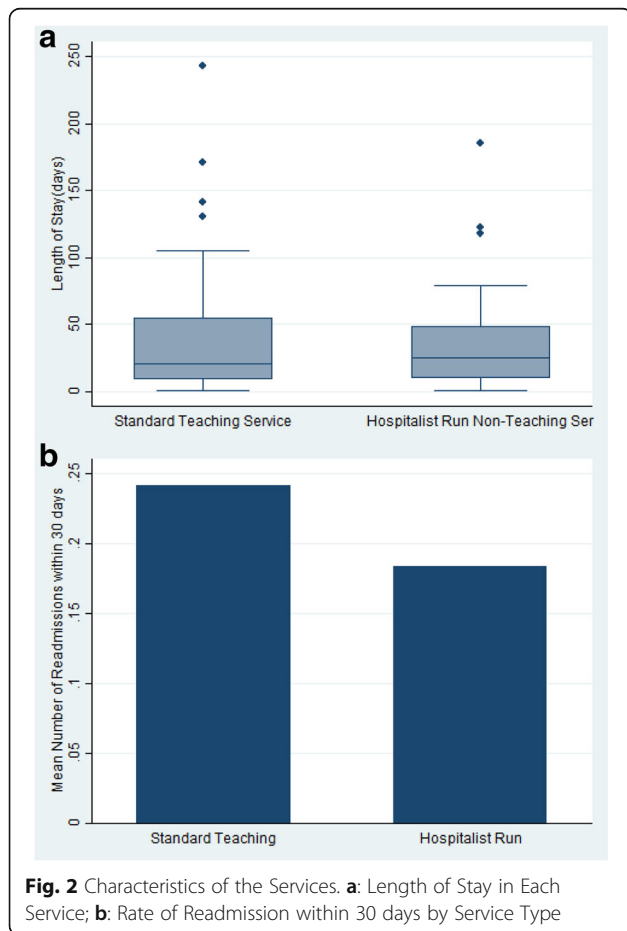 a
250
200
150
100
50
0
Length of Stay(days)
Standard Teaching Service
Hospitalist Run Non-Teaching Ser
b
.25
.2
.15
.1
.05
0
Mean Number of Readmissions within 30 days
Standard Teaching
Hospitalist Run
Fig. 2 Characteristics of the Services. a: Length of Stay in Each
Service; b: Rate of Readmission within 30 days by Service Type